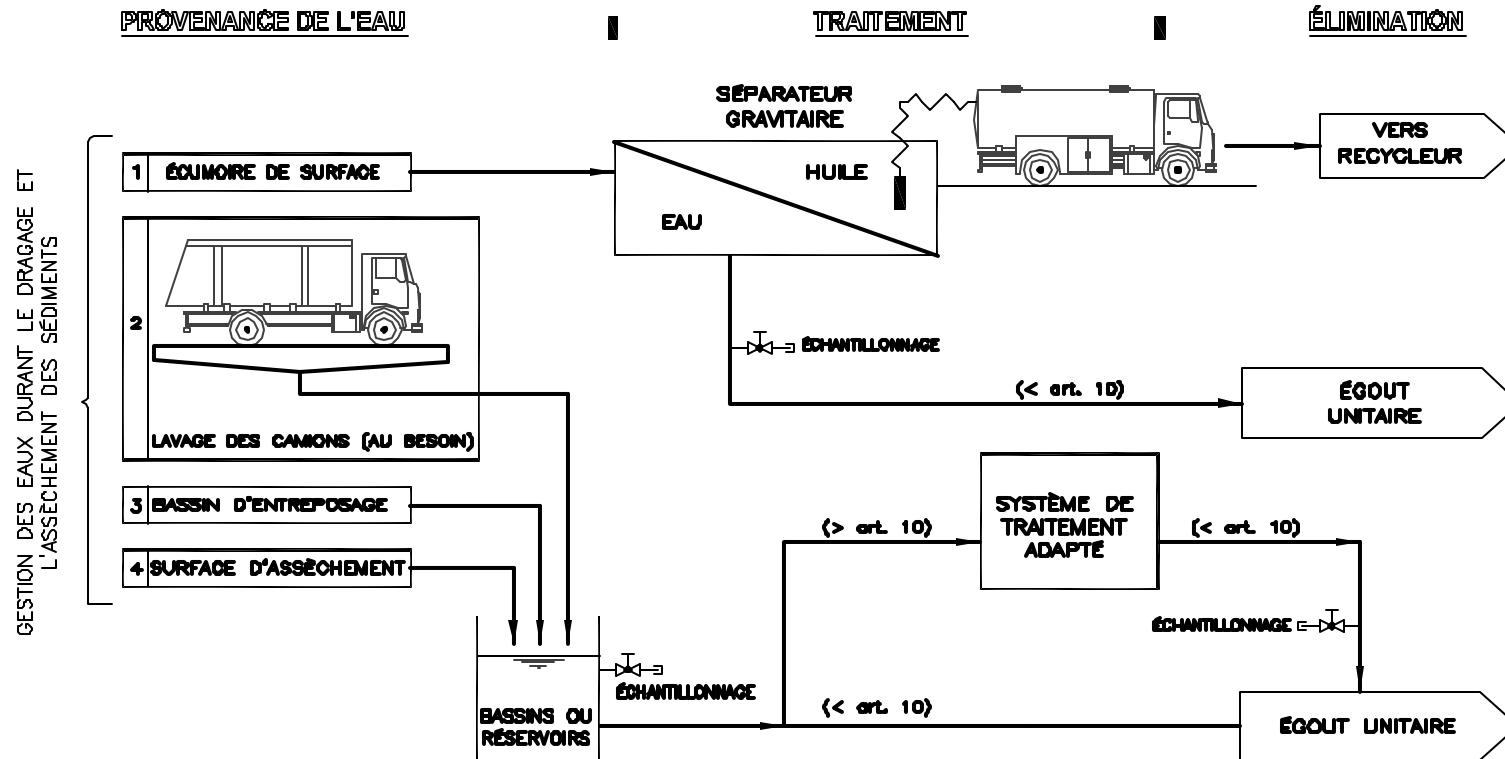 PROVENANCE DE L'EAU
TRAITEMENT
ÉLIMINATION
GESTION DES EAUX DURANT LE DRAGAGE ET
L'ASSÈCHEMENT DES SÉDIMENTS
1 ÉCUMOIRE DE SURFACE
SÉPARATEUR
GRAVITAIRE
HUILE
EAU
VERS
RECYCLEUR
2
LAVAGE DES CAMIONS (AU BESOIN)
ÉCHANTILLONNAGE
(< art. 10)
ÉGOUT
UNITAIRE
3 BASSIN D'ENTREPOSAGE
4 SURFACE D'ASSÈCHEMENT
(> art. 10)
SYSTÈME DE
TRAITEMENT
ADAPTÉ
(< art. 10)
ÉCHANTILLONNAGE
ÉCHANTILLONNAGE
BASSINS OU
RÉSERVOIRS
(< art. 10)
ÉGOUT UNITAIRE